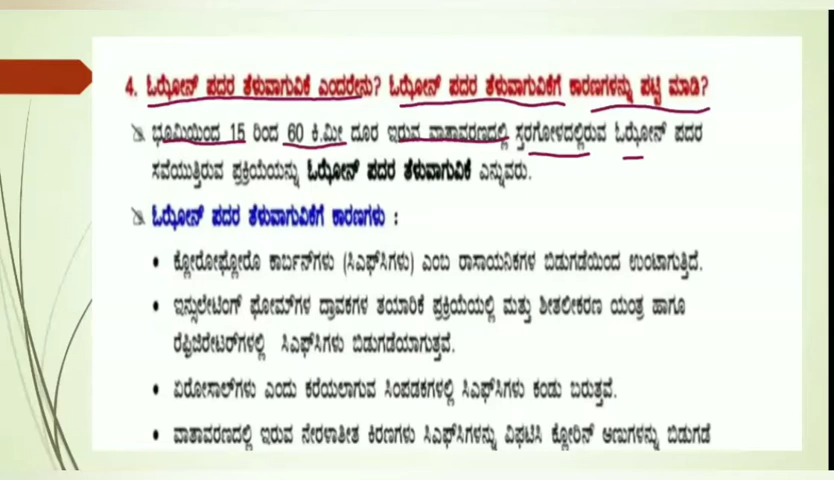 4. ಓಝೋನ್ ಪದರ ತೆಳುವಾಗುವಿಕೆ ಎಂದರೇನು? ಓಝೋನ್ ಪದರ ತೆಳುವಾಗುವಿಕೆಗೆ ಕಾರಣಗಳನ್ನು ಪಟ್ಟಿ ಮಾಡಿ?
ಭೂಮಿಯಿಂದ 15 ರಿಂದ 60 ಕಿ.ಮೀ ದೂರ ಇರುವ ವಾತಾವರಣದಲ್ಲಿ ಸ್ತರಗೋಳದಲ್ಲಿರುವ ಓಝೋನ್ ಪದರ
ಸವೆಯುತ್ತಿರುವ ಪ್ರಕ್ರಿಯೆಯನ್ನು ಓಝೋನ್ ಪದರ ತೆಳುವಾಗುವಿಕೆ ಎನ್ನುವರು.
ಓಝೋನ್ ಪದರ ತೆಳುವಾಗುವಿಕೆಗೆ ಕಾರಣಗಳು :
• ಕ್ಲೋರೋಫ್ಲೋರೊ ಕಾರ್ಬನ್‌ಗಳು (ಸಿಎಫ್‌ಸಿಗಳು) ಎಂಬ ರಾಸಾಯನಿಕಗಳ ಬಿಡುಗಡೆಯಿಂದ ಉಂಟಾಗುತ್ತಿದೆ.
• ಇನ್ಸುಲೇಟಿಂಗ್ ಫೋಮ್‌ಗಳ ದ್ರಾವಕಗಳ ತಯಾರಿಕೆ ಪ್ರಕ್ರಿಯೆಯಲ್ಲಿ ಮತ್ತು ಶೀತಲೀಕರಣ ಯಂತ್ರ ಹಾಗೂ
ರೆಫ್ರಿಜಿರೇಟರ್‌ಗಳಲ್ಲಿ ಸಿಎಫ್‌ಸಿಗಳು ಬಿಡುಗಡೆಯಾಗುತ್ತವೆ.
• ಏರೋಸಾಲ್‌ಗಳು ಎಂದು ಕರೆಯಲಾಗುವ ಸಿಂಪಡಕಗಳಲ್ಲಿ ಸಿಎಫ್‌ಸಿಗಳು ಕಂಡು ಬರುತ್ತವೆ.
• ವಾತಾವರಣದಲ್ಲಿ ಇರುವ ನೇರಳಾತೀತ ಕಿರಣಗಳು ಸಿಎಫ್‌ಸಿಗಳನ್ನು ವಿಘಟಿಸಿ ಕ್ಲೋರಿನ್ ಅಣುಗಳನ್ನು ಬಿಡುಗಡೆ